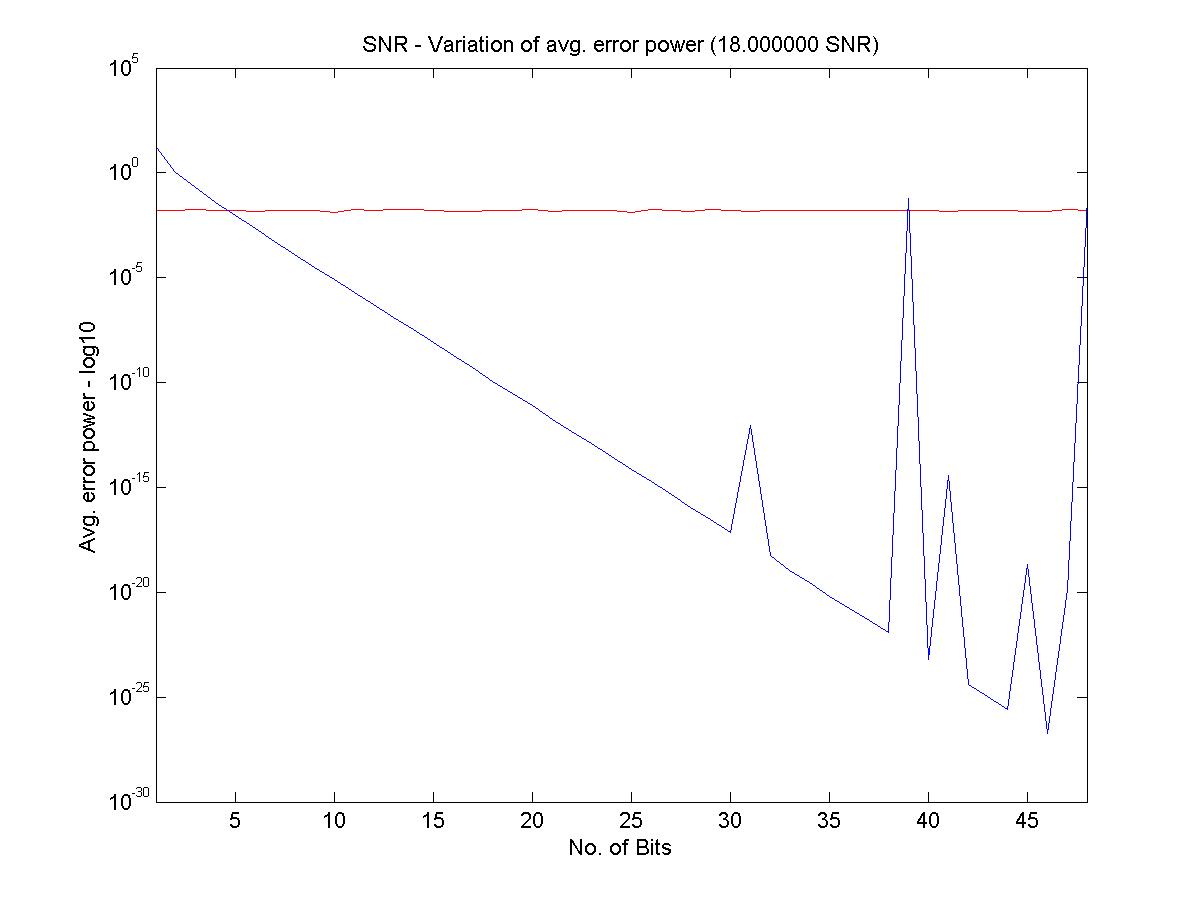 SNR - Variation of avg. error power (18.000000 SNR)
10^5
10^0
10^-5
10^-10
10^-15
10^-20
10^-25
10^-30
Avg. error power - log10
5 10 15 20 25 30 35 40 45
No. of Bits